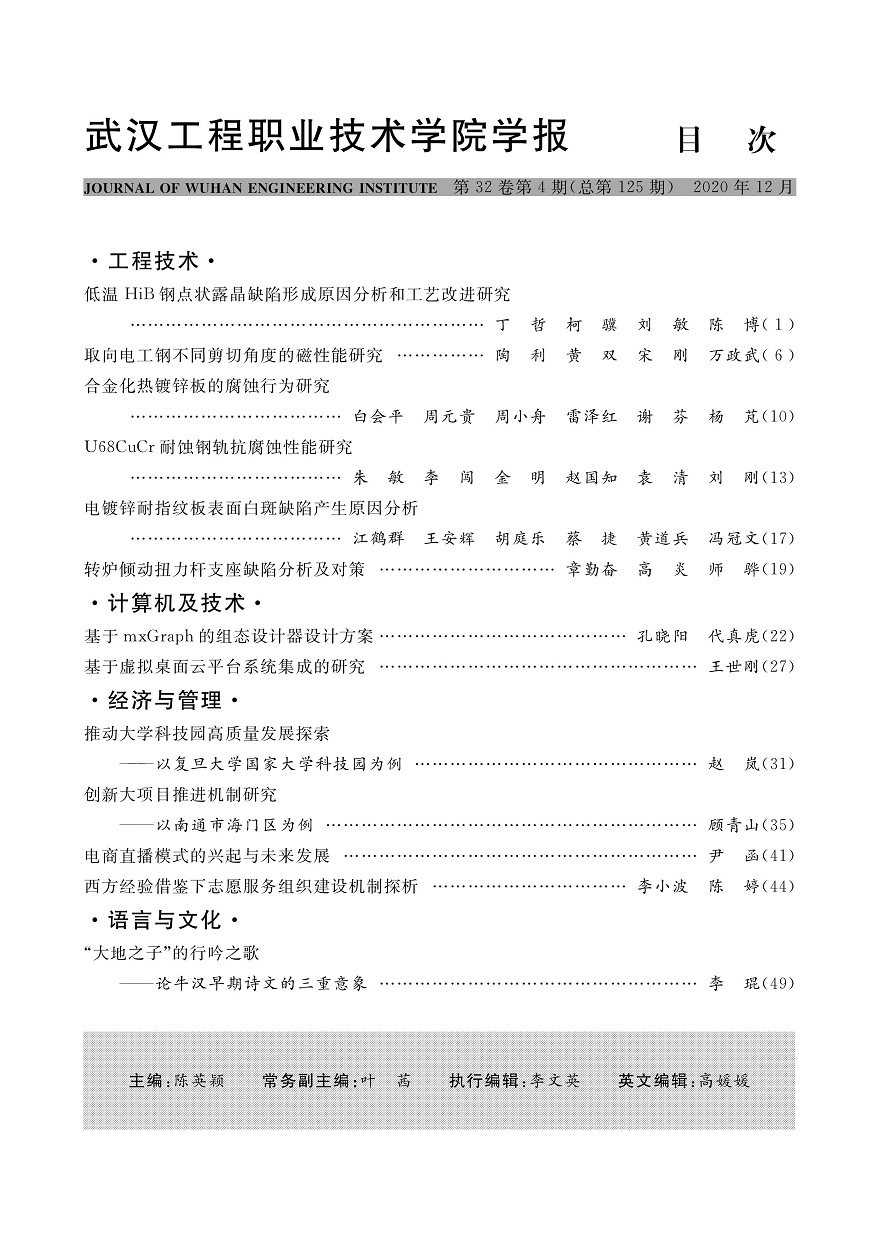 武汉工程职业技术学院学报 目 次
JOURNAL OF WUHAN ENGINEERING INSTITUTE 第 32 卷第 4 期(总第 125 期) 2020 年 12 月
·工程技术·
低温 HiB 钢点状露晶缺陷形成原因分析和工艺改进研究
………………………………………………… 丁 哲 柯 骥 刘 敏 陈 博( 1 )
取向电工钢不同剪切角度的磁性能研究 …………… 陶 利 黄 双 宋 刚 万政武( 6 )
合金化热镀锌板的腐蚀行为研究
……………………………… 白会平 周元贵 周小舟 雷泽红 谢 芬 杨 芃(10)
U68CuCr 耐蚀钢轨抗腐蚀性能研究
……………………………… 朱 敏 李 闯 金 明 赵国知 袁 清 刘 刚(13)
电镀锌耐指纹板表面白斑缺陷产生原因分析
……………………………… 江鹤群 王安辉 胡庭乐 蔡 捷 黄道兵 冯冠文(17)
转炉倾动扭力杆支座缺陷分析及对策 ………………………… 章勤奋 高 炎 师 骅(19)
·计算机及技术·
基于 mxGraph 的组态设计器设计方案 …………………………………… 孔晓阳 代真虎(22)
基于虚拟桌面云平台系统集成的研究 ……………………………………………… 王世刚(27)
·经济与管理·
推动大学科技园高质量发展探索
——以复旦大学国家大学科技园为例 ………………………………………… 赵 岚(31)
创新大项目推进机制研究
——以南通市海门区为例 ……………………………………………………… 顾青山(35)
电商直播模式的兴起与未来发展 …………………………………………………… 尹 函(41)
西方经验借鉴下志愿服务组织建设机制探析 …………………………… 李小波 陈 婷(44)
·语言与文化·
“大地之子”的行吟之歌
——论牛汉早期诗文的三重意象 ……………………………………………… 李 琨(49)
主编:陈英颖 常务副主编:叶 茜 执行编辑:李文英 英文编辑:高媛媛